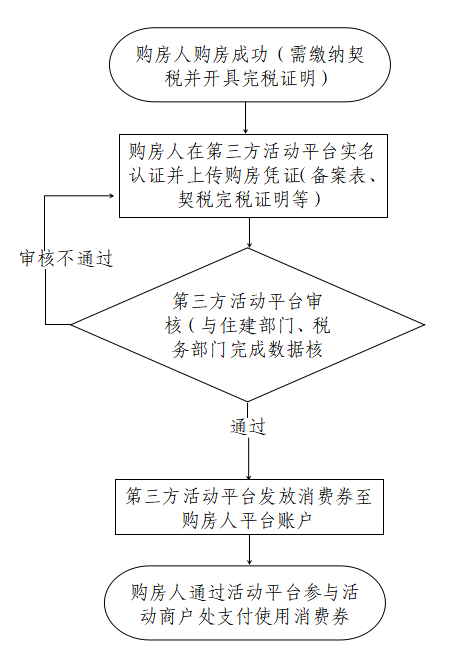 购房人购房成功（需缴纳契
税并开具完税证明）
购房人在第三方活动平台实名
认证并上传购房凭证（备案表、
契税完税证明等）
审核不通过
第三方活动平台审
核（与住建部门、税
务部门完成数据核
通过
第三方活动平台发放消费券至
购房人平台账户
购房人通过活动平台参与活
动商户处支付使用消费券